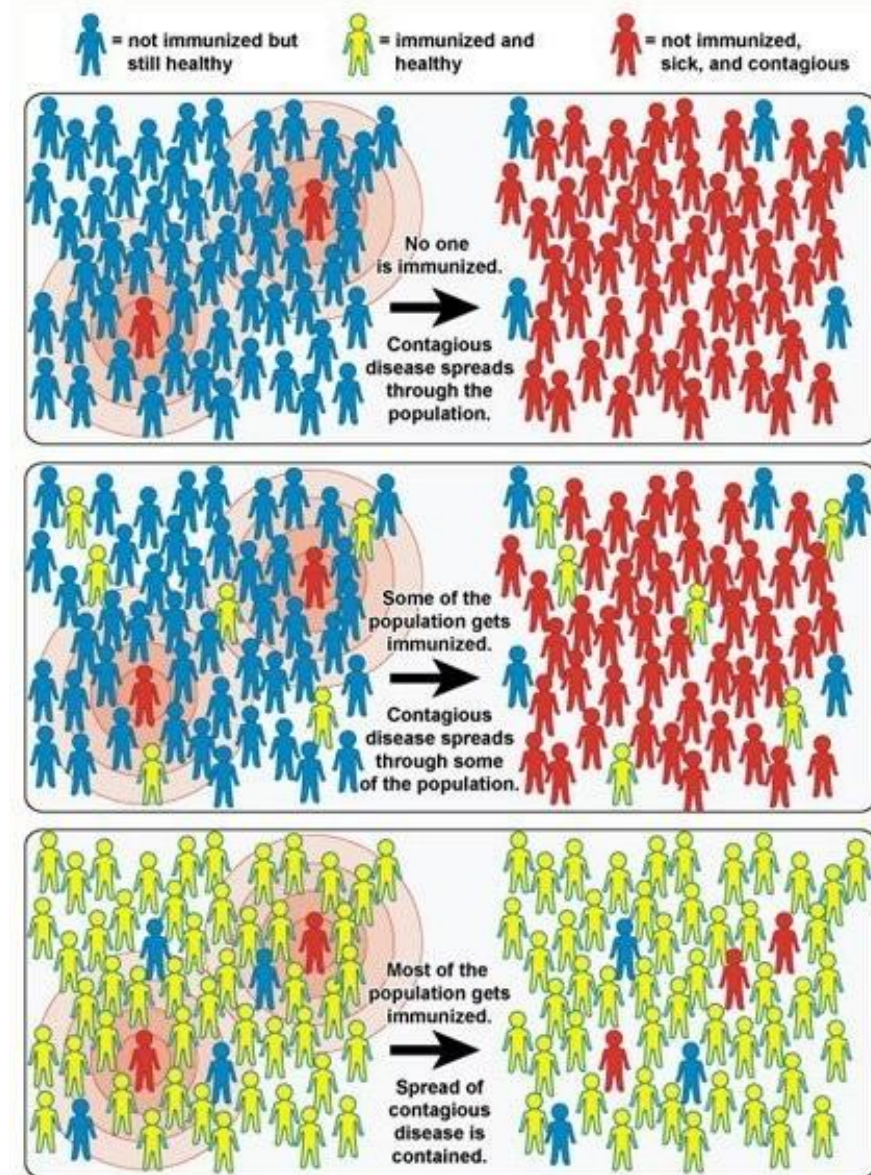 = not immunized but
still healthy
= immunized and
healthy
= not immunized,
sick, and contagious
No one
is immunized.
Contagious
disease spreads
through the
population.
Some of the
population gets
immunized.
Contagious
disease spreads
through some
of the population.
Most of the
population gets
immunized.
Spread of
contagious
disease is
contained.